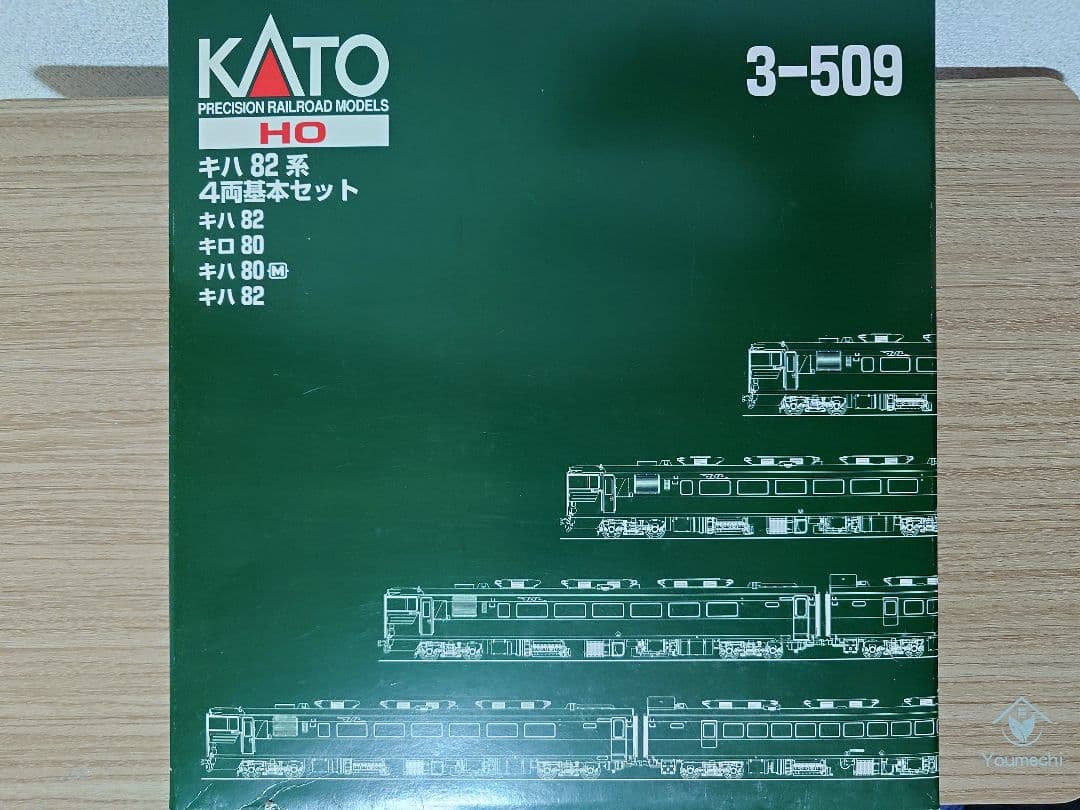 KATO
3-509
PRECISION RAILROAD MODELS
HO
キハ 82 系
4両基本セット
キハ 82
キロ 80
キハ 80 M
キハ 82
Youmechi